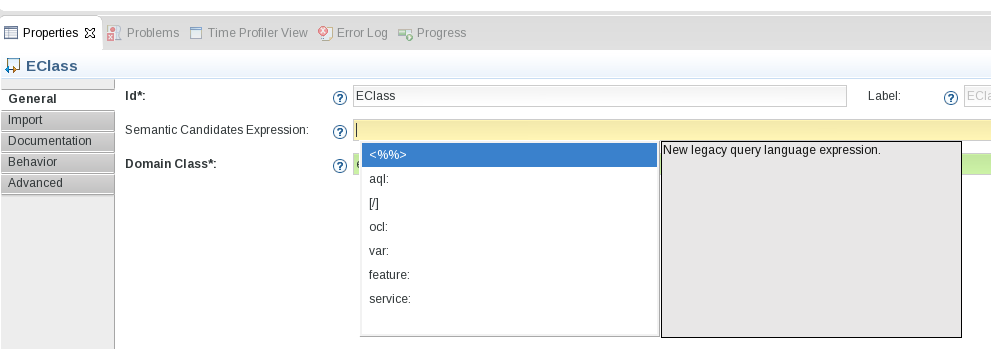 Properties Problems Time Profiler View Error Log Progress
EClass
General
Import
Documentation
Behavior
Advanced
Id*: EClass Label: ECla
Semantic Candidates Expression:
Domain Class*: e
<%%>
aql:
[/]
ocl:
var:
feature:
service:
New legacy query language expression.